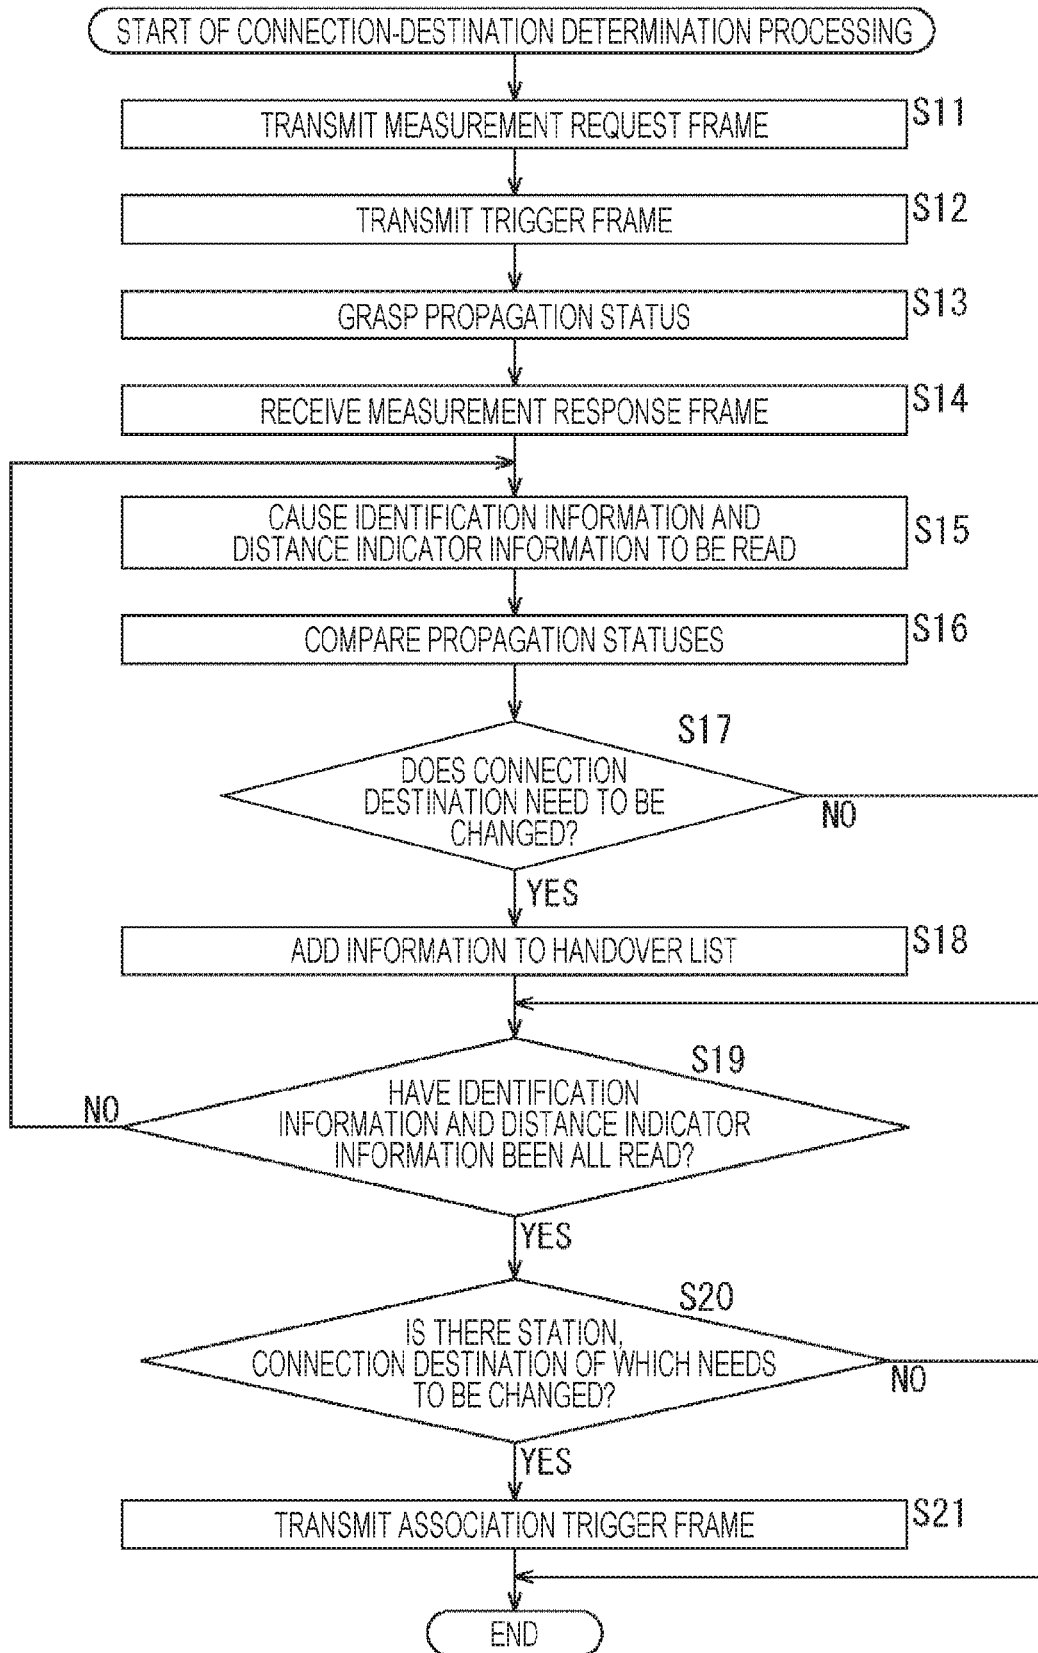 START OF CONNECTION-DESTINATION DETERMINATION PROCESSING
TRANSMIT MEASUREMENT REQUEST FRAME
S11
TRANSMIT TRIGGER FRAME
S12
GRASP PROPAGATION STATUS
S13
RECEIVE MEASUREMENT RESPONSE FRAME
S14
CAUSE IDENTIFICATION INFORMATION AND
DISTANCE INDICATOR INFORMATION TO BE READ
S15
COMPARE PROPAGATION STATUSES
S16
S17
DOES CONNECTION
DESTINATION NEED TO BE
CHANGED?
NO
YES
ADD INFORMATION TO HANDOVER LIST
S18
S19
HAVE IDENTIFICATION
INFORMATION AND DISTANCE INDICATOR
INFORMATION BEEN ALL READ?
NO
YES
S20
IS THERE STATION,
CONNECTION DESTINATION OF WHICH NEEDS
TO BE CHANGED?
NO
YES
TRANSMIT ASSOCIATION TRIGGER FRAME
S21
END